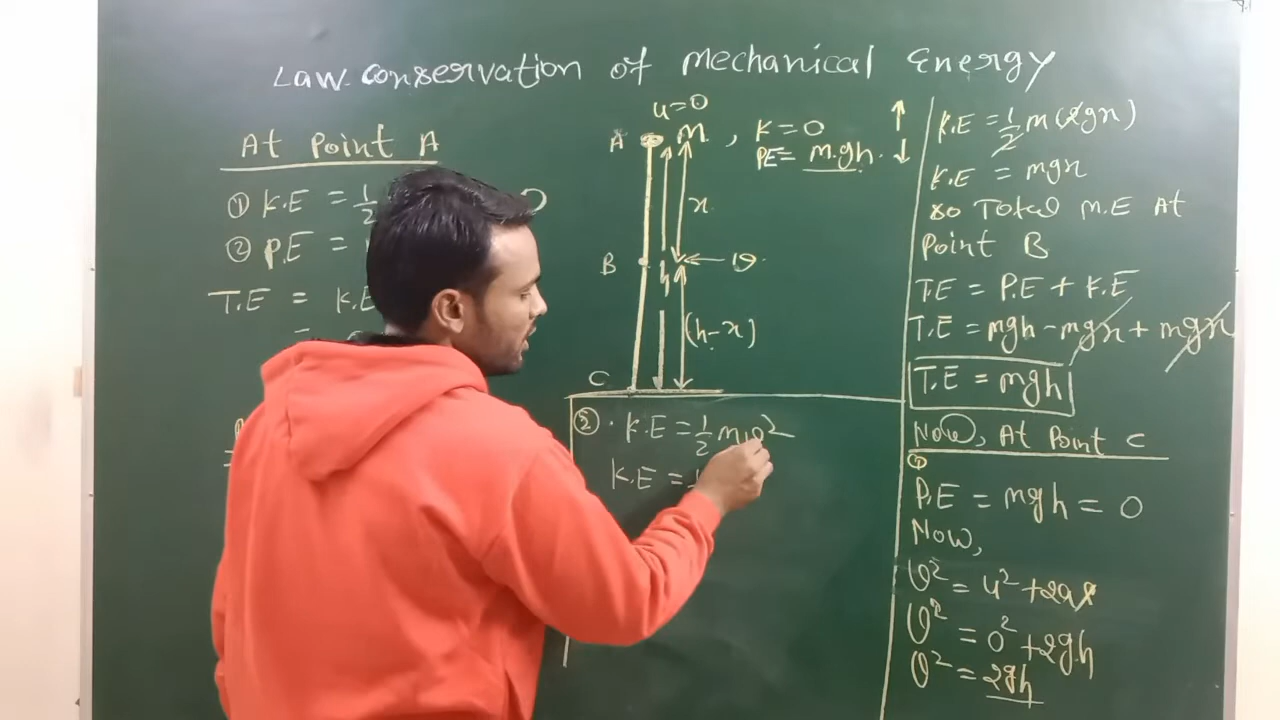 Law conservation of Mechanical Energy
At Point A
① K.E = 1/2 0
② P.E =
T.E = K.E
=
u=0
A M, K=0
PE= m.gh.
x
B ← v
h
(h-x)
C
② . K.E = 1/2 mv²
K.E =
K.E = 1/2 m(2gx)
K.E = mgx
so Total M.E At
Point B
T.E = P.E + K.E
T.E = mgh - mgx + mgx
T.E = mgh
Now, At Point C
①
P.E = mgh = 0
Now,
v² = u² + 2as
v² = 0² + 2gh
v² = 2gh